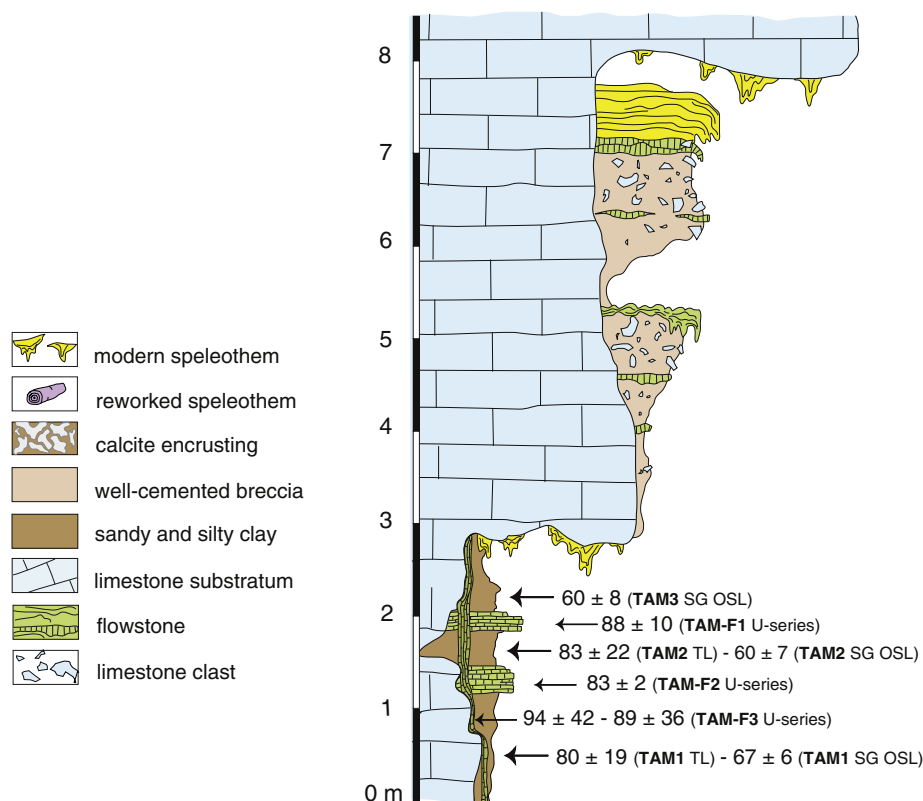 8
7
6
5
4
3
2
1
0 m
modern speleothem
reworked speleothem
calcite encrusting
well-cemented breccia
sandy and silty clay
limestone substratum
flowstone
limestone clast
60 ± 8 (TAM3 SG OSL)
88 ± 10 (TAM-F1 U-series)
83 ± 22 (TAM2 TL) - 60 ± 7 (TAM2 SG OSL)
83 ± 2 (TAM-F2 U-series)
94 ± 42 - 89 ± 36 (TAM-F3 U-series)
80 ± 19 (TAM1 TL) - 67 ± 6 (TAM1 SG OSL)